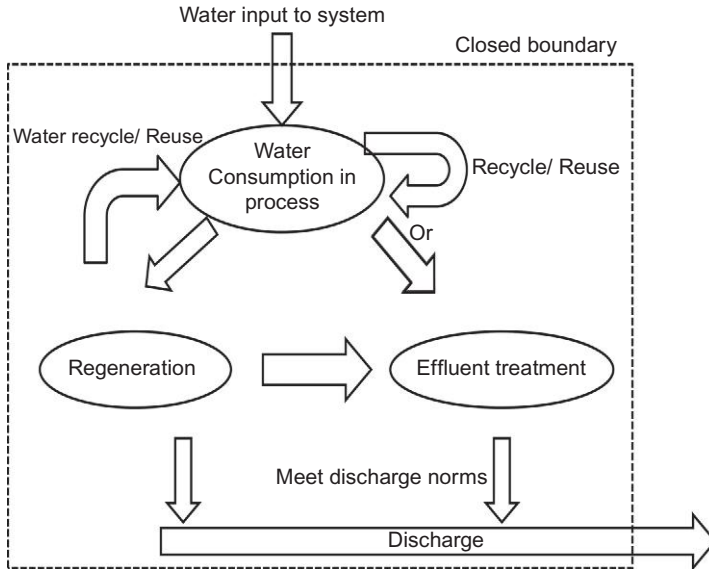 Water input to system
Closed boundary
Water recycle/ Reuse
Water
Consumption in
process
Recycle/ Reuse
Or
Regeneration
Effluent treatment
Meet discharge norms
Discharge